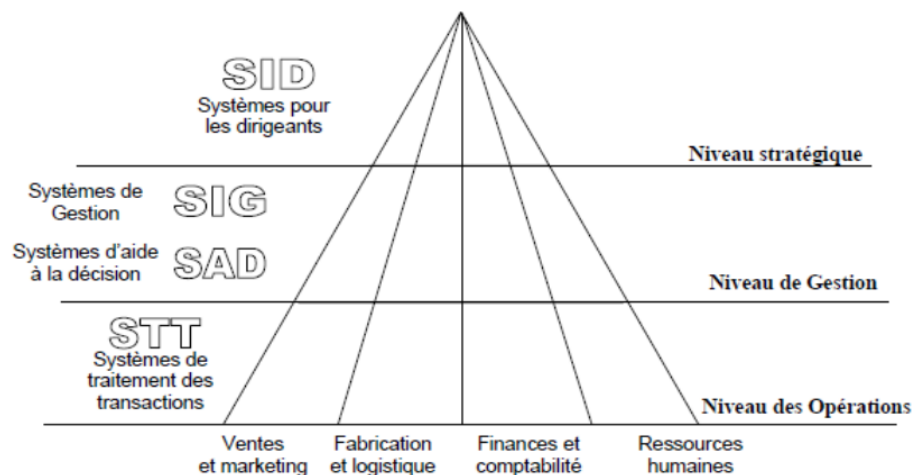 SID
Systèmes pour
les dirigeants
Niveau stratégique
Systèmes de
Gestion
SIG
Systèmes d'aide
à la décision
SAD
Niveau de Gestion
STT
Systèmes de
traitement des
transactions
Niveau des Opérations
Ventes
et marketing
Fabrication
et logistique
Finances et
comptabilité
Ressources
humaines